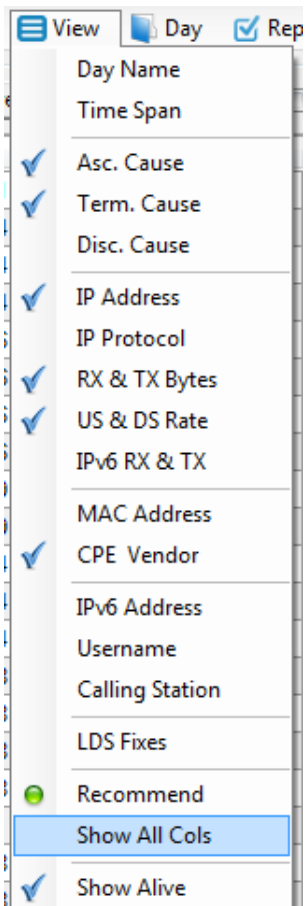 View Day Rep
Day Name
Time Span
Asc. Cause
Term. Cause
Disc. Cause
IP Address
IP Protocol
RX & TX Bytes
US & DS Rate
IPv6 RX & TX
MAC Address
CPE Vendor
IPv6 Address
Username
Calling Station
LDS Fixes
Recommend
Show All Cols
Show Alive